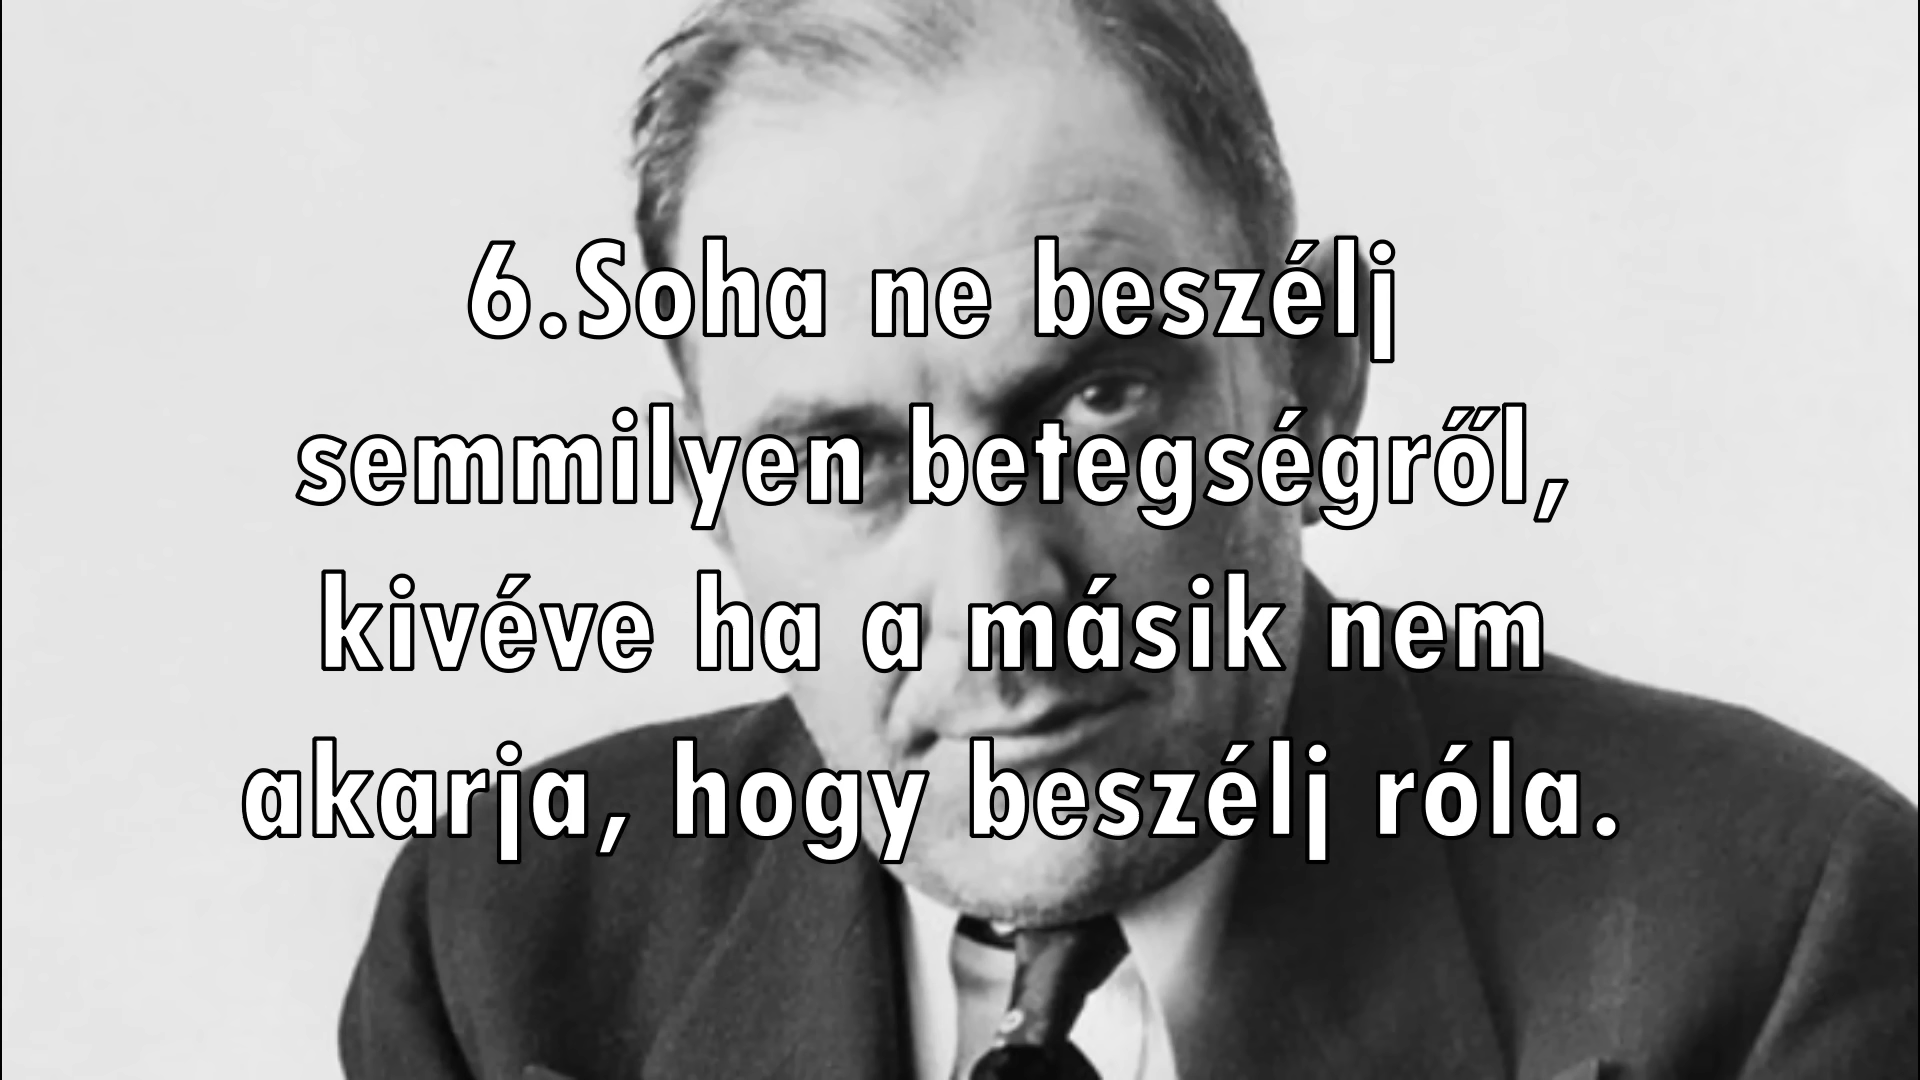 6.Soha ne beszélj
semmilyen betegségről,
kivéve ha a másik nem
akarja, hogy beszélj róla.